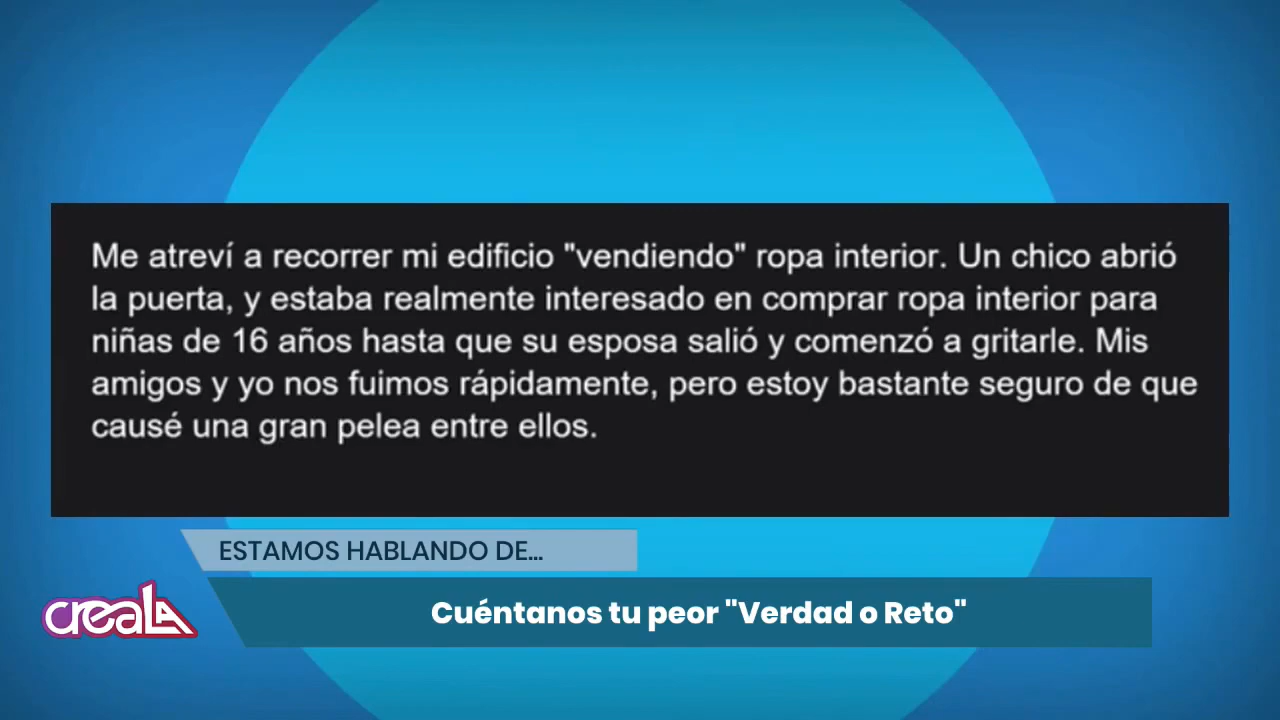 Me atreví a recorrer mi edificio "vendiendo" ropa interior. Un chico abrió
la puerta, y estaba realmente interesado en comprar ropa interior para
niñas de 16 años hasta que su esposa salió y comenzó a gritarle. Mis
amigos y yo nos fuimos rápidamente, pero estoy bastante seguro de que
causé una gran pelea entre ellos.
ESTAMOS HABLANDO DE...
creaLA
Cuéntanos tu peor "Verdad o Reto"